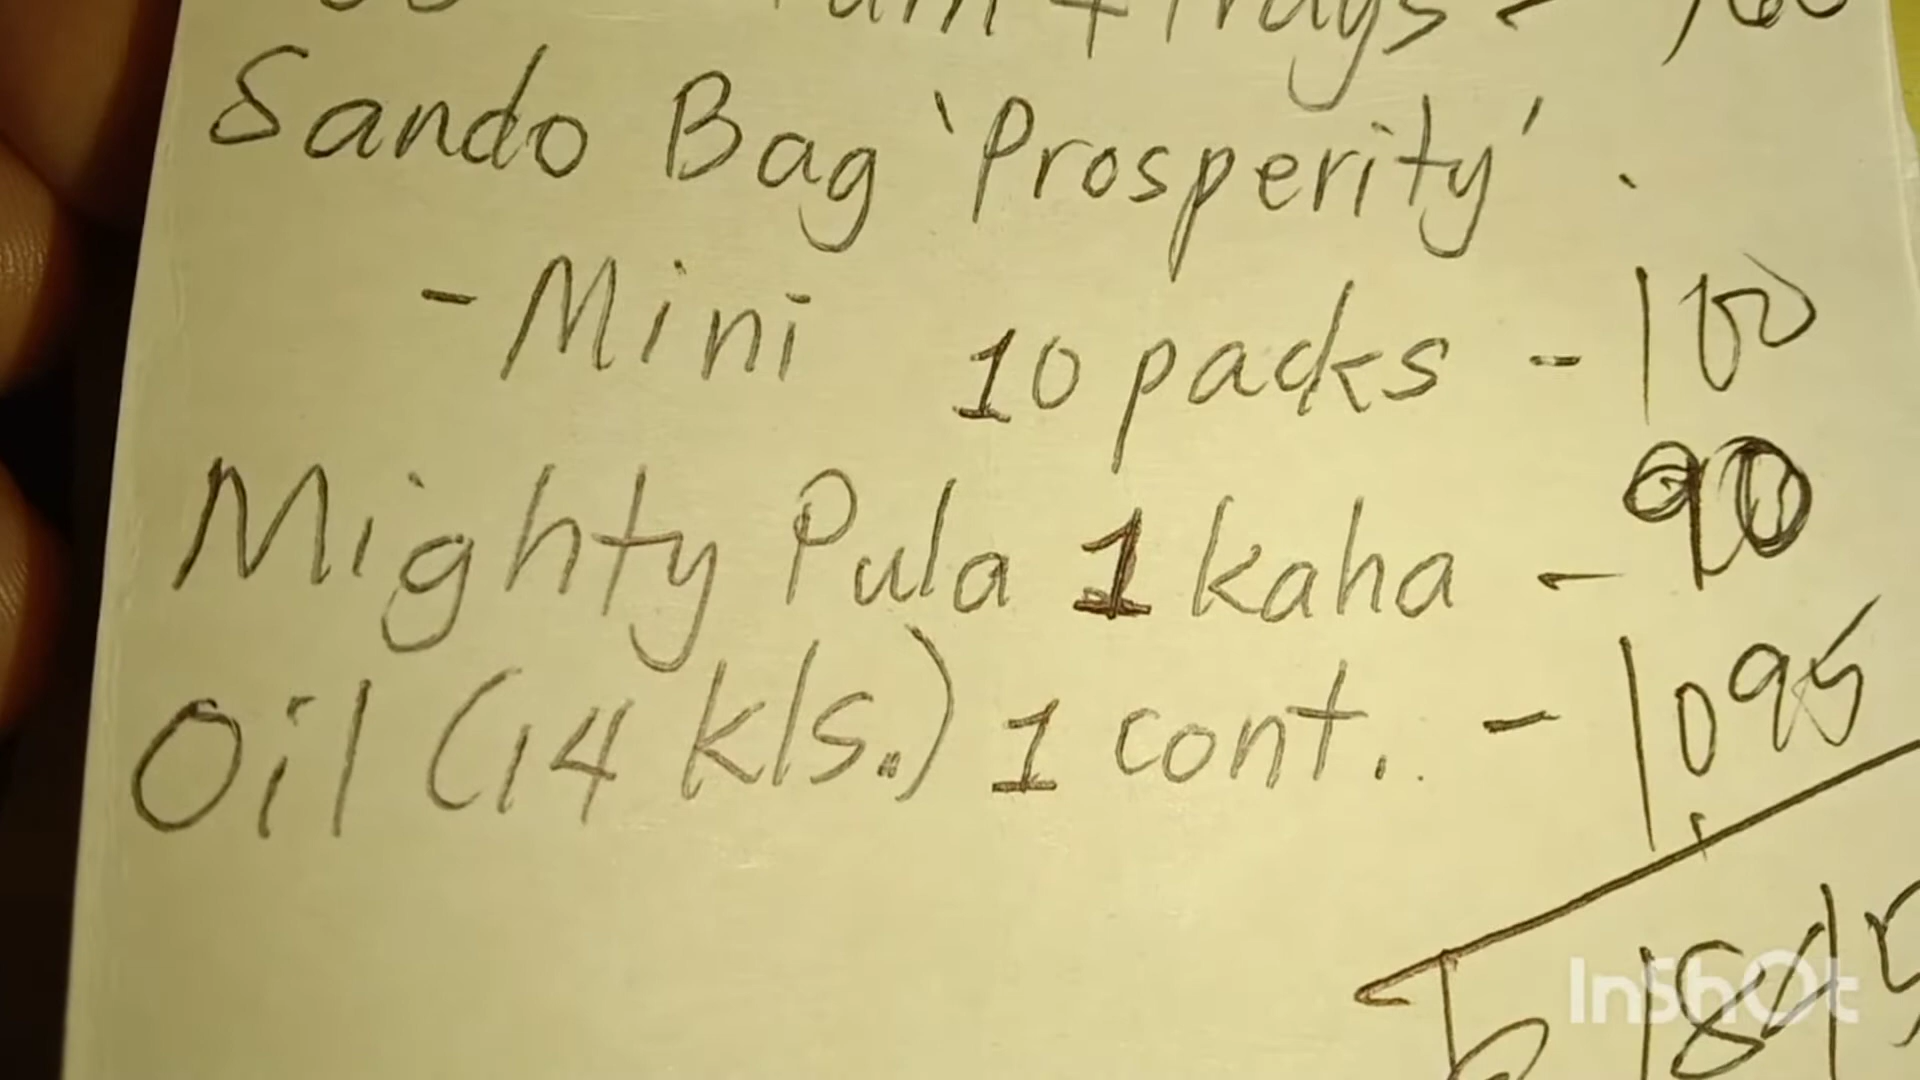 + Trays -
Sando Bag 'Prosperity'.
- Mini 10 packs - 100
Mighty Pula 1 kaha - 90
Oil (14 kls.) 1 cont. - 1095
InShOt